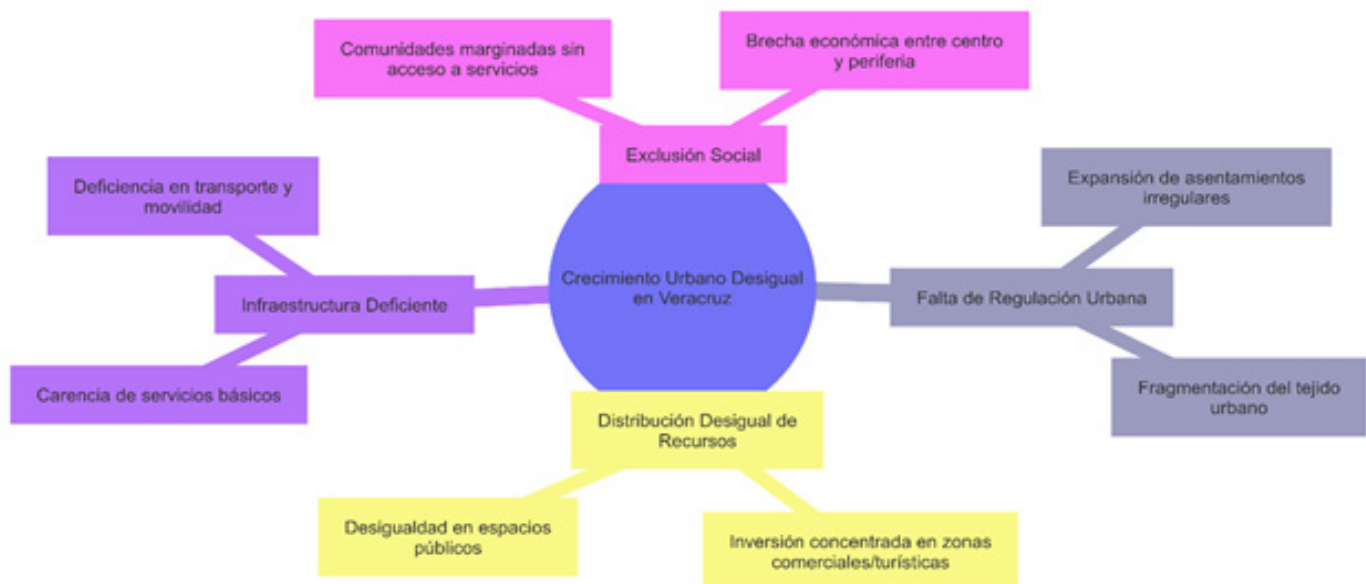 Comunidades marginadas sin
acceso a servicios
Brecha económica entre centro
y periferia
Exclusión Social
Deficiencia en transporte y
movilidad
Expansión de asentamientos
irregulares
Crecimiento Urbano Desigual
en Veracruz
Infraestructura Deficiente
Falta de Regulación Urbana
Carencia de servicios básicos
Fragmentación del tejido
urbano
Distribución Desigual de
Recursos
Desigualdad en espacios
públicos
Inversión concentrada en zonas
comerciales/turísticas